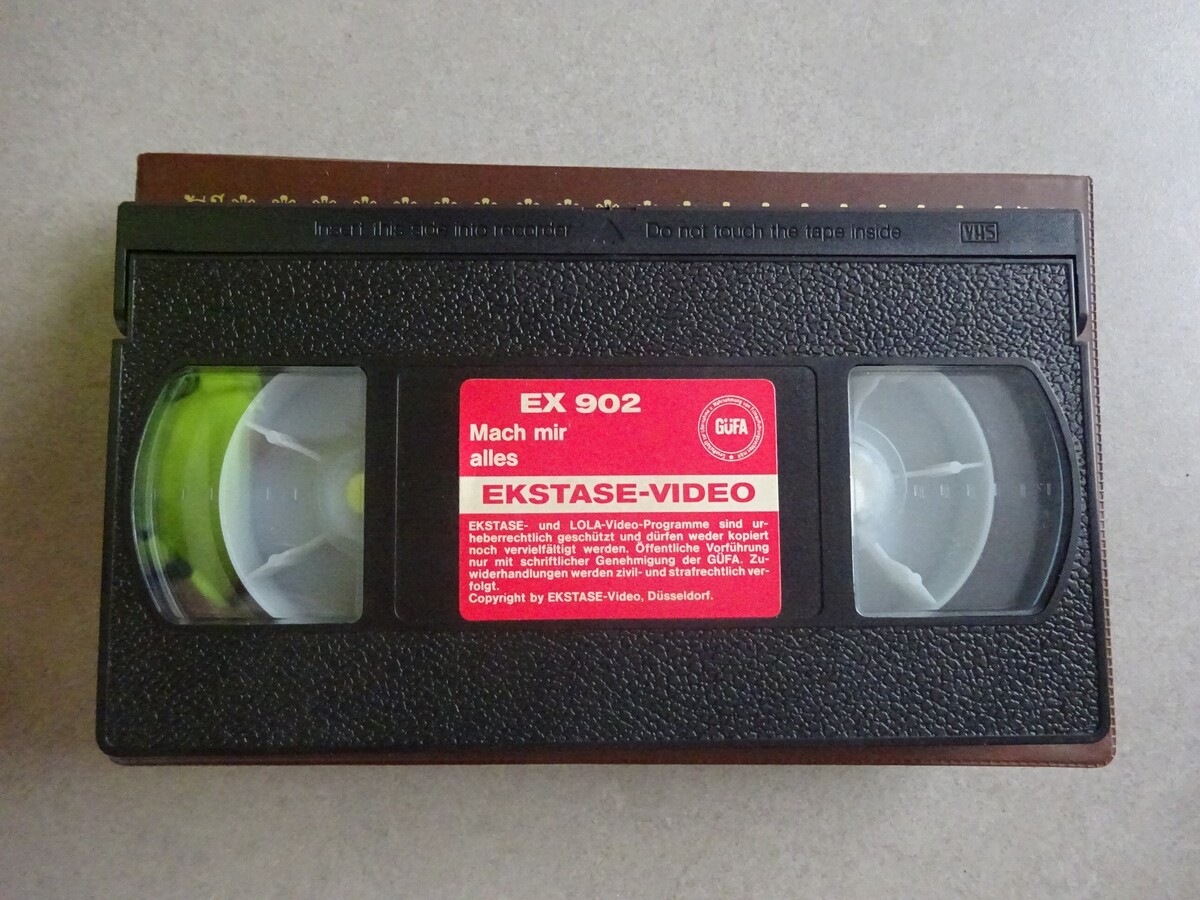 Insert this side into recorder Do not touch the tape inside VHS
EX 902
Mach mir
alles
GÜFA
EKSTASE-VIDEO
EKSTASE- und LOLA-Video-Programme sind ur-
heberrechtlich geschützt und dürfen weder kopiert
noch vervielfältigt werden. Öffentliche Vorführung
nur mit schriftlicher Genehmigung der GÜFA. Zu-
widerhandlungen werden zivil- und strafrechtlich ver-
folgt.
Copyright by EKSTASE-Video, Düsseldorf.